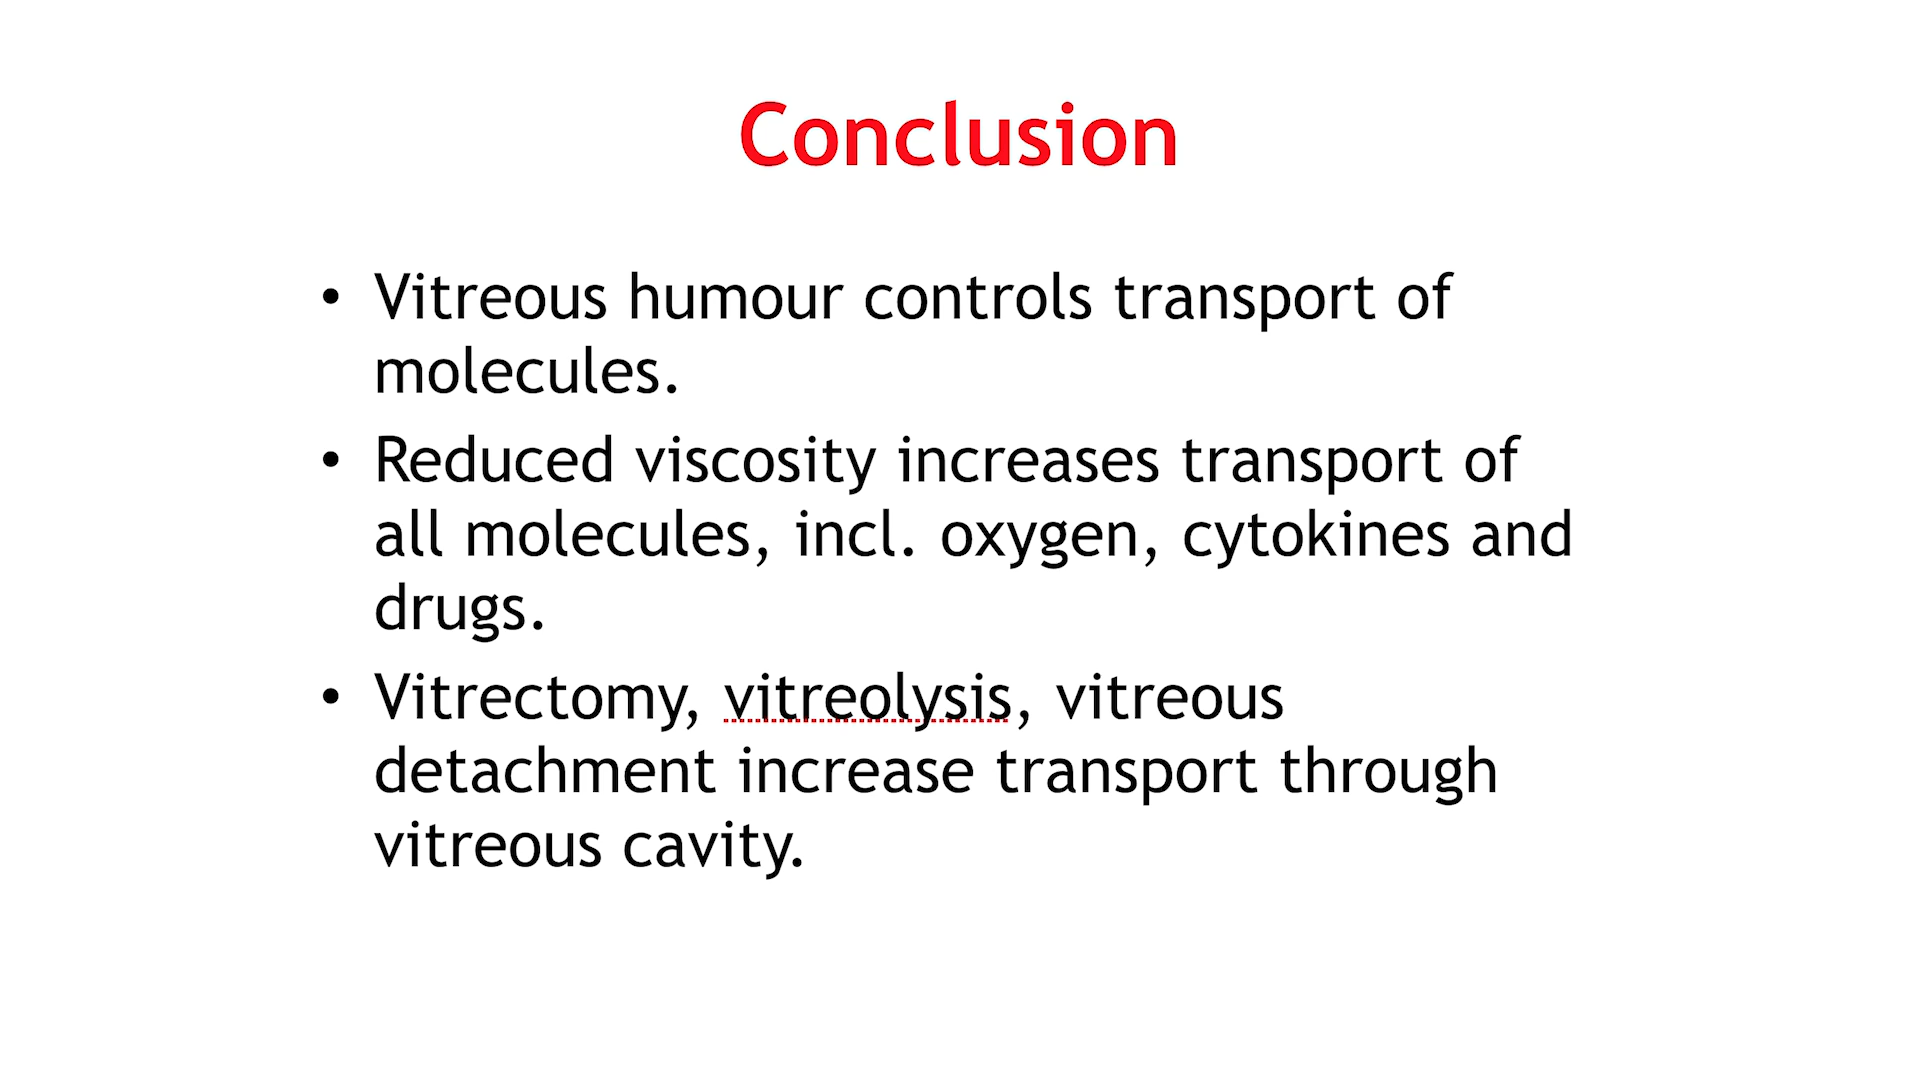 Conclusion
• Vitreous humour controls transport of
molecules.
• Reduced viscosity increases transport of
all molecules, incl. oxygen, cytokines and
drugs.
• Vitrectomy, vitreolysis, vitreous
detachment increase transport through
vitreous cavity.